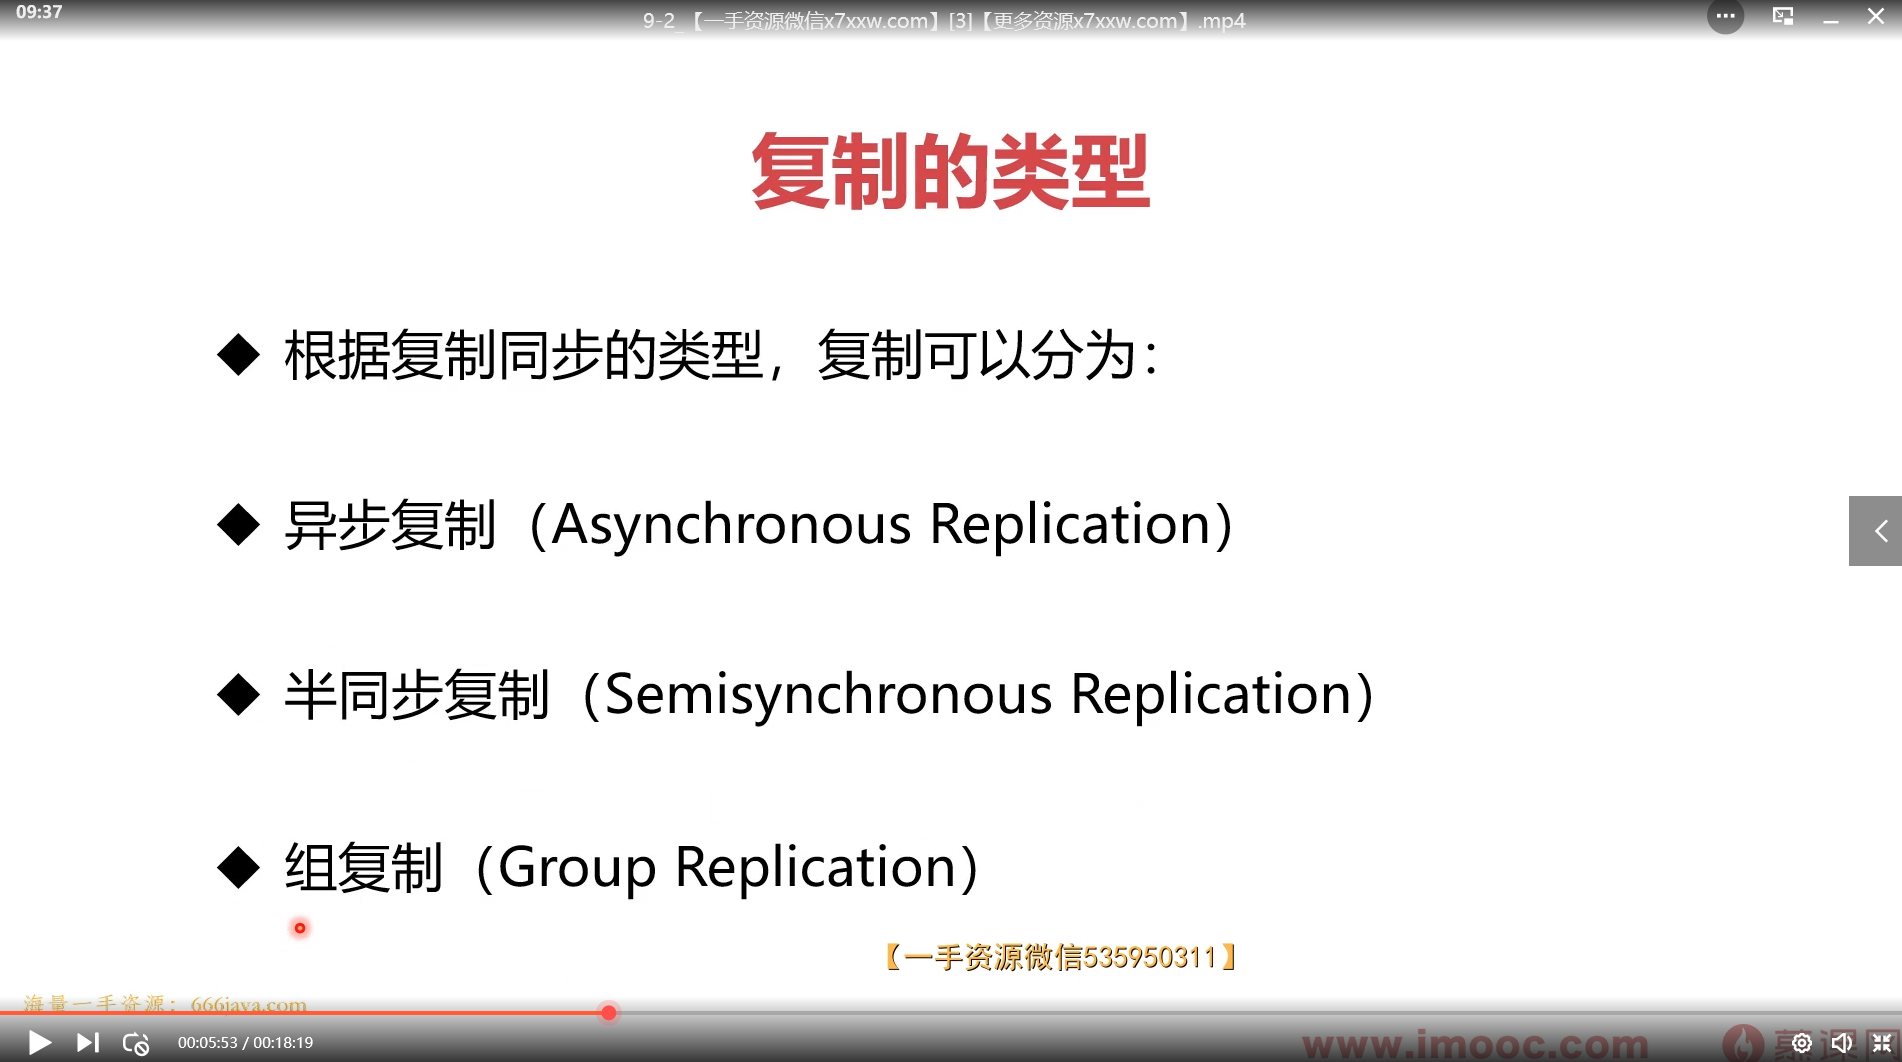 09:37
9-2_【一手资源微信x7xxw.com】[3]【更多资源x7xxw.com】.mp4
复制的类型
◆ 根据复制同步的类型，复制可以分为：
◆ 异步复制（Asynchronous Replication）
◆ 半同步复制（Semisynchronous Replication）
◆ 组复制（Group Replication）
【一手资源微信535950311】
海量一手资源：666java.com
00:05:53 / 00:18:19
www.imooc.com
慕课网